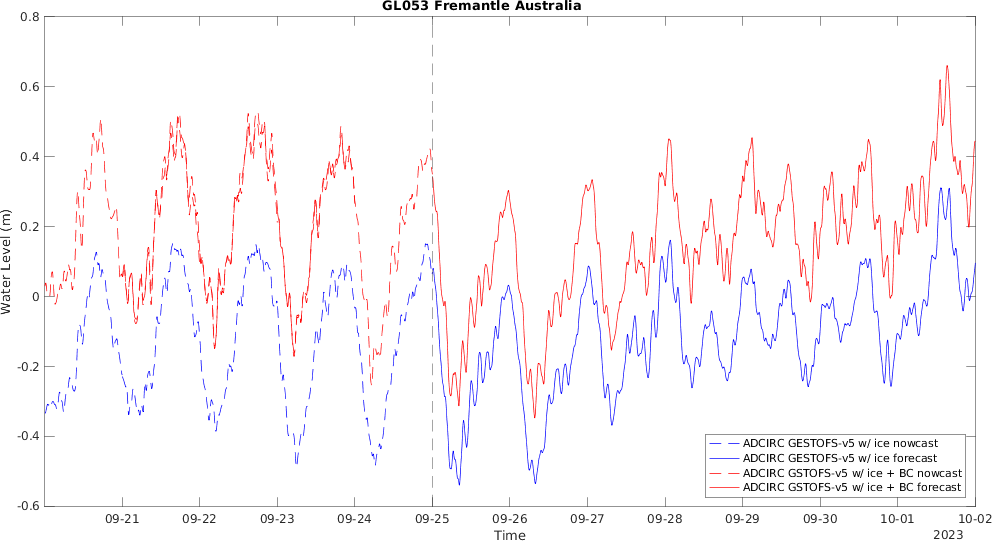 GL053 Fremantle Australia
0.8
0.6
0.4
0.2
0
-0.2
-0.4
-0.6
Water Level (m)
ADCIRC GESTOFS-v5 w/ ice nowcast
ADCIRC GESTOFS-v5 w/ ice forecast
ADCIRC GSTOFS-v5 w/ ice + BC nowcast
ADCIRC GSTOFS-v5 w/ ice + BC forecast
09-21 09-22 09-23 09-24 09-25 09-26 09-27 09-28 09-29 09-30 10-01 10-02
Time
2023